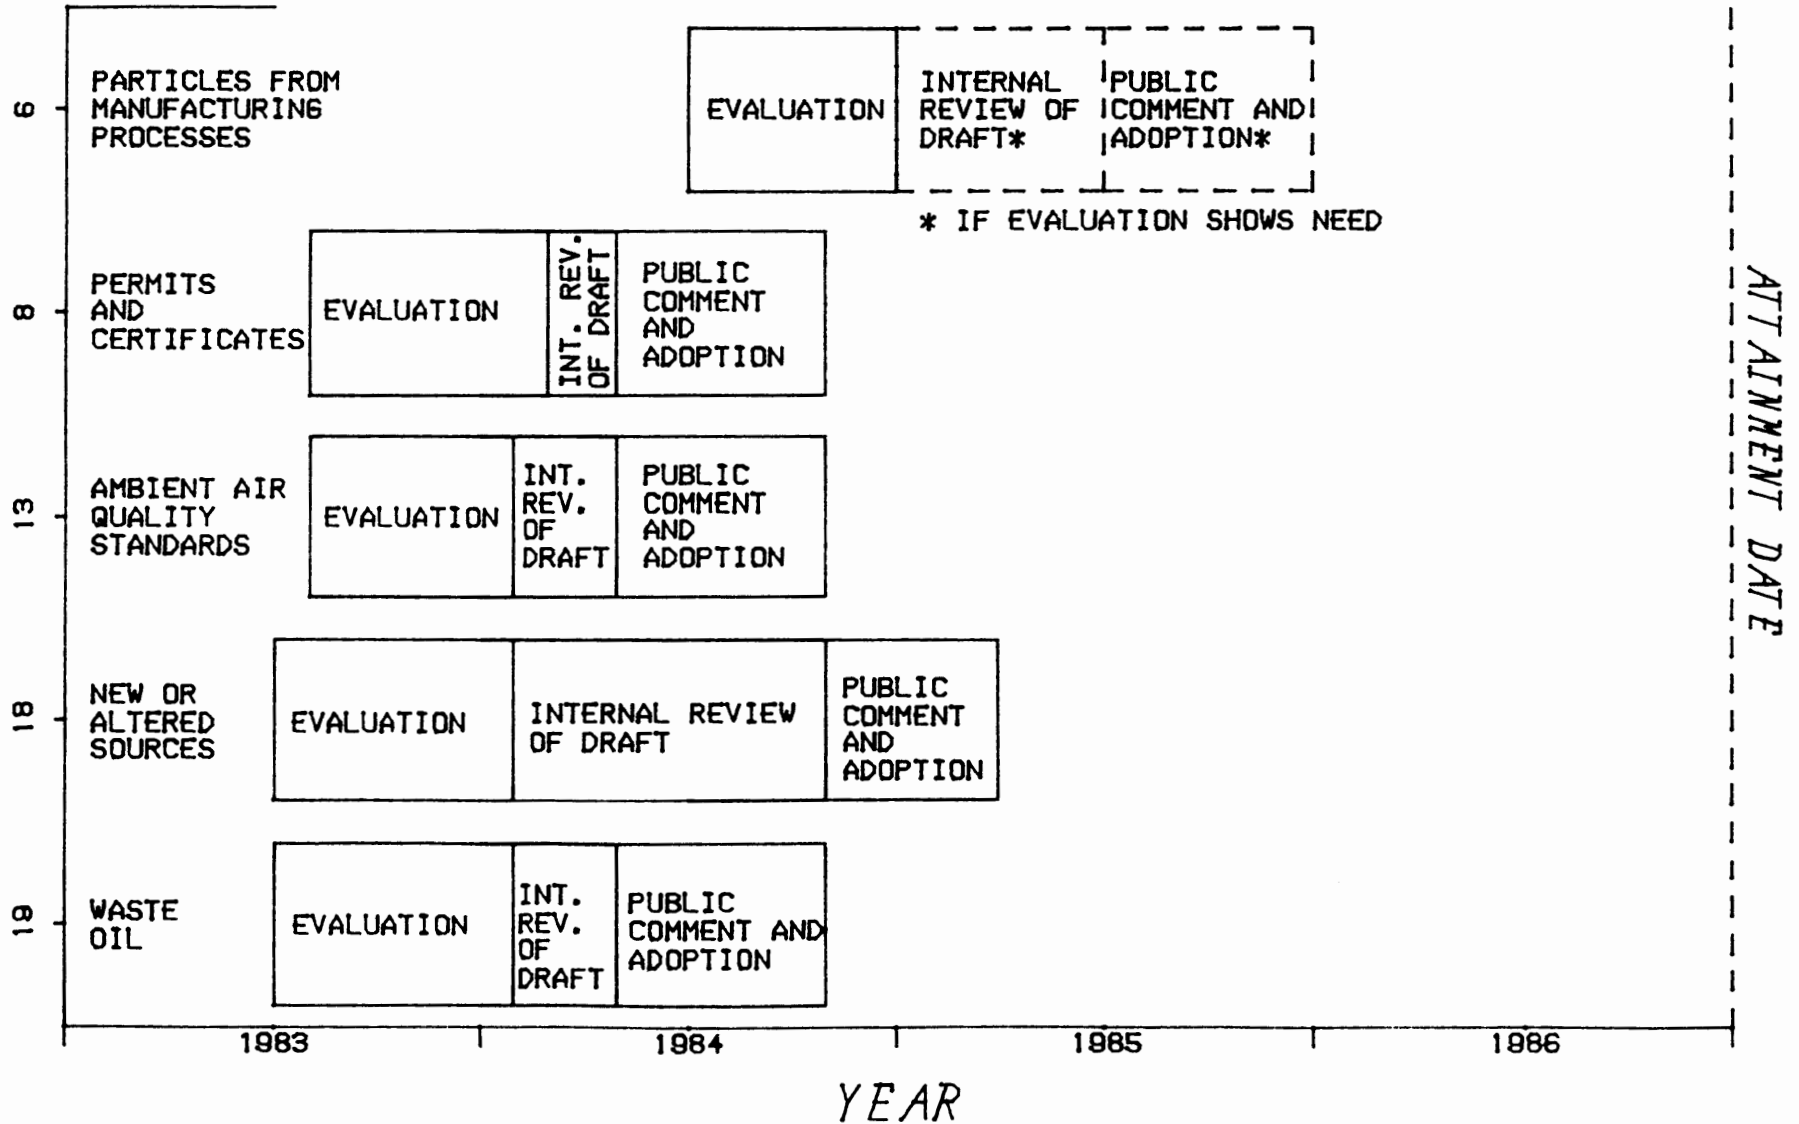 6
PARTICLES FROM
MANUFACTURING
PROCESSES
EVALUATION
INTERNAL
REVIEW OF
DRAFT*
PUBLIC
COMMENT AND
ADOPTION*
* IF EVALUATION SHOWS NEED
8
PERMITS
AND
CERTIFICATES
EVALUATION
INT. REV.
OF DRAFT
PUBLIC
COMMENT
AND
ADOPTION
13
AMBIENT AIR
QUALITY
STANDARDS
EVALUATION
INT.
REV.
OF
DRAFT
PUBLIC
COMMENT
AND
ADOPTION
18
NEW OR
ALTERED
SOURCES
EVALUATION
INTERNAL REVIEW
OF DRAFT
PUBLIC
COMMENT
AND
ADOPTION
19
WASTE
OIL
EVALUATION
INT.
REV.
OF
DRAFT
PUBLIC
COMMENT AND
ADOPTION
ATTAINMENT DATE
1983
1984
1985
1986
YEAR